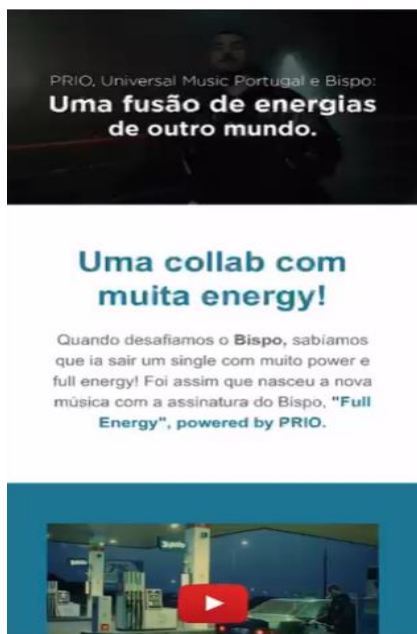 PRIO, Universal Music Portugal e Bispo:
Uma fusão de energias
de outro mundo.
Uma collab com
muita energy!
Quando desafiamos o Bispo, sabíamos
que ia sair um single com muito power e
full energy! Foi assim que nasceu a nova
música com a assinatura do Bispo, "Full
Energy", powered by PRIO.